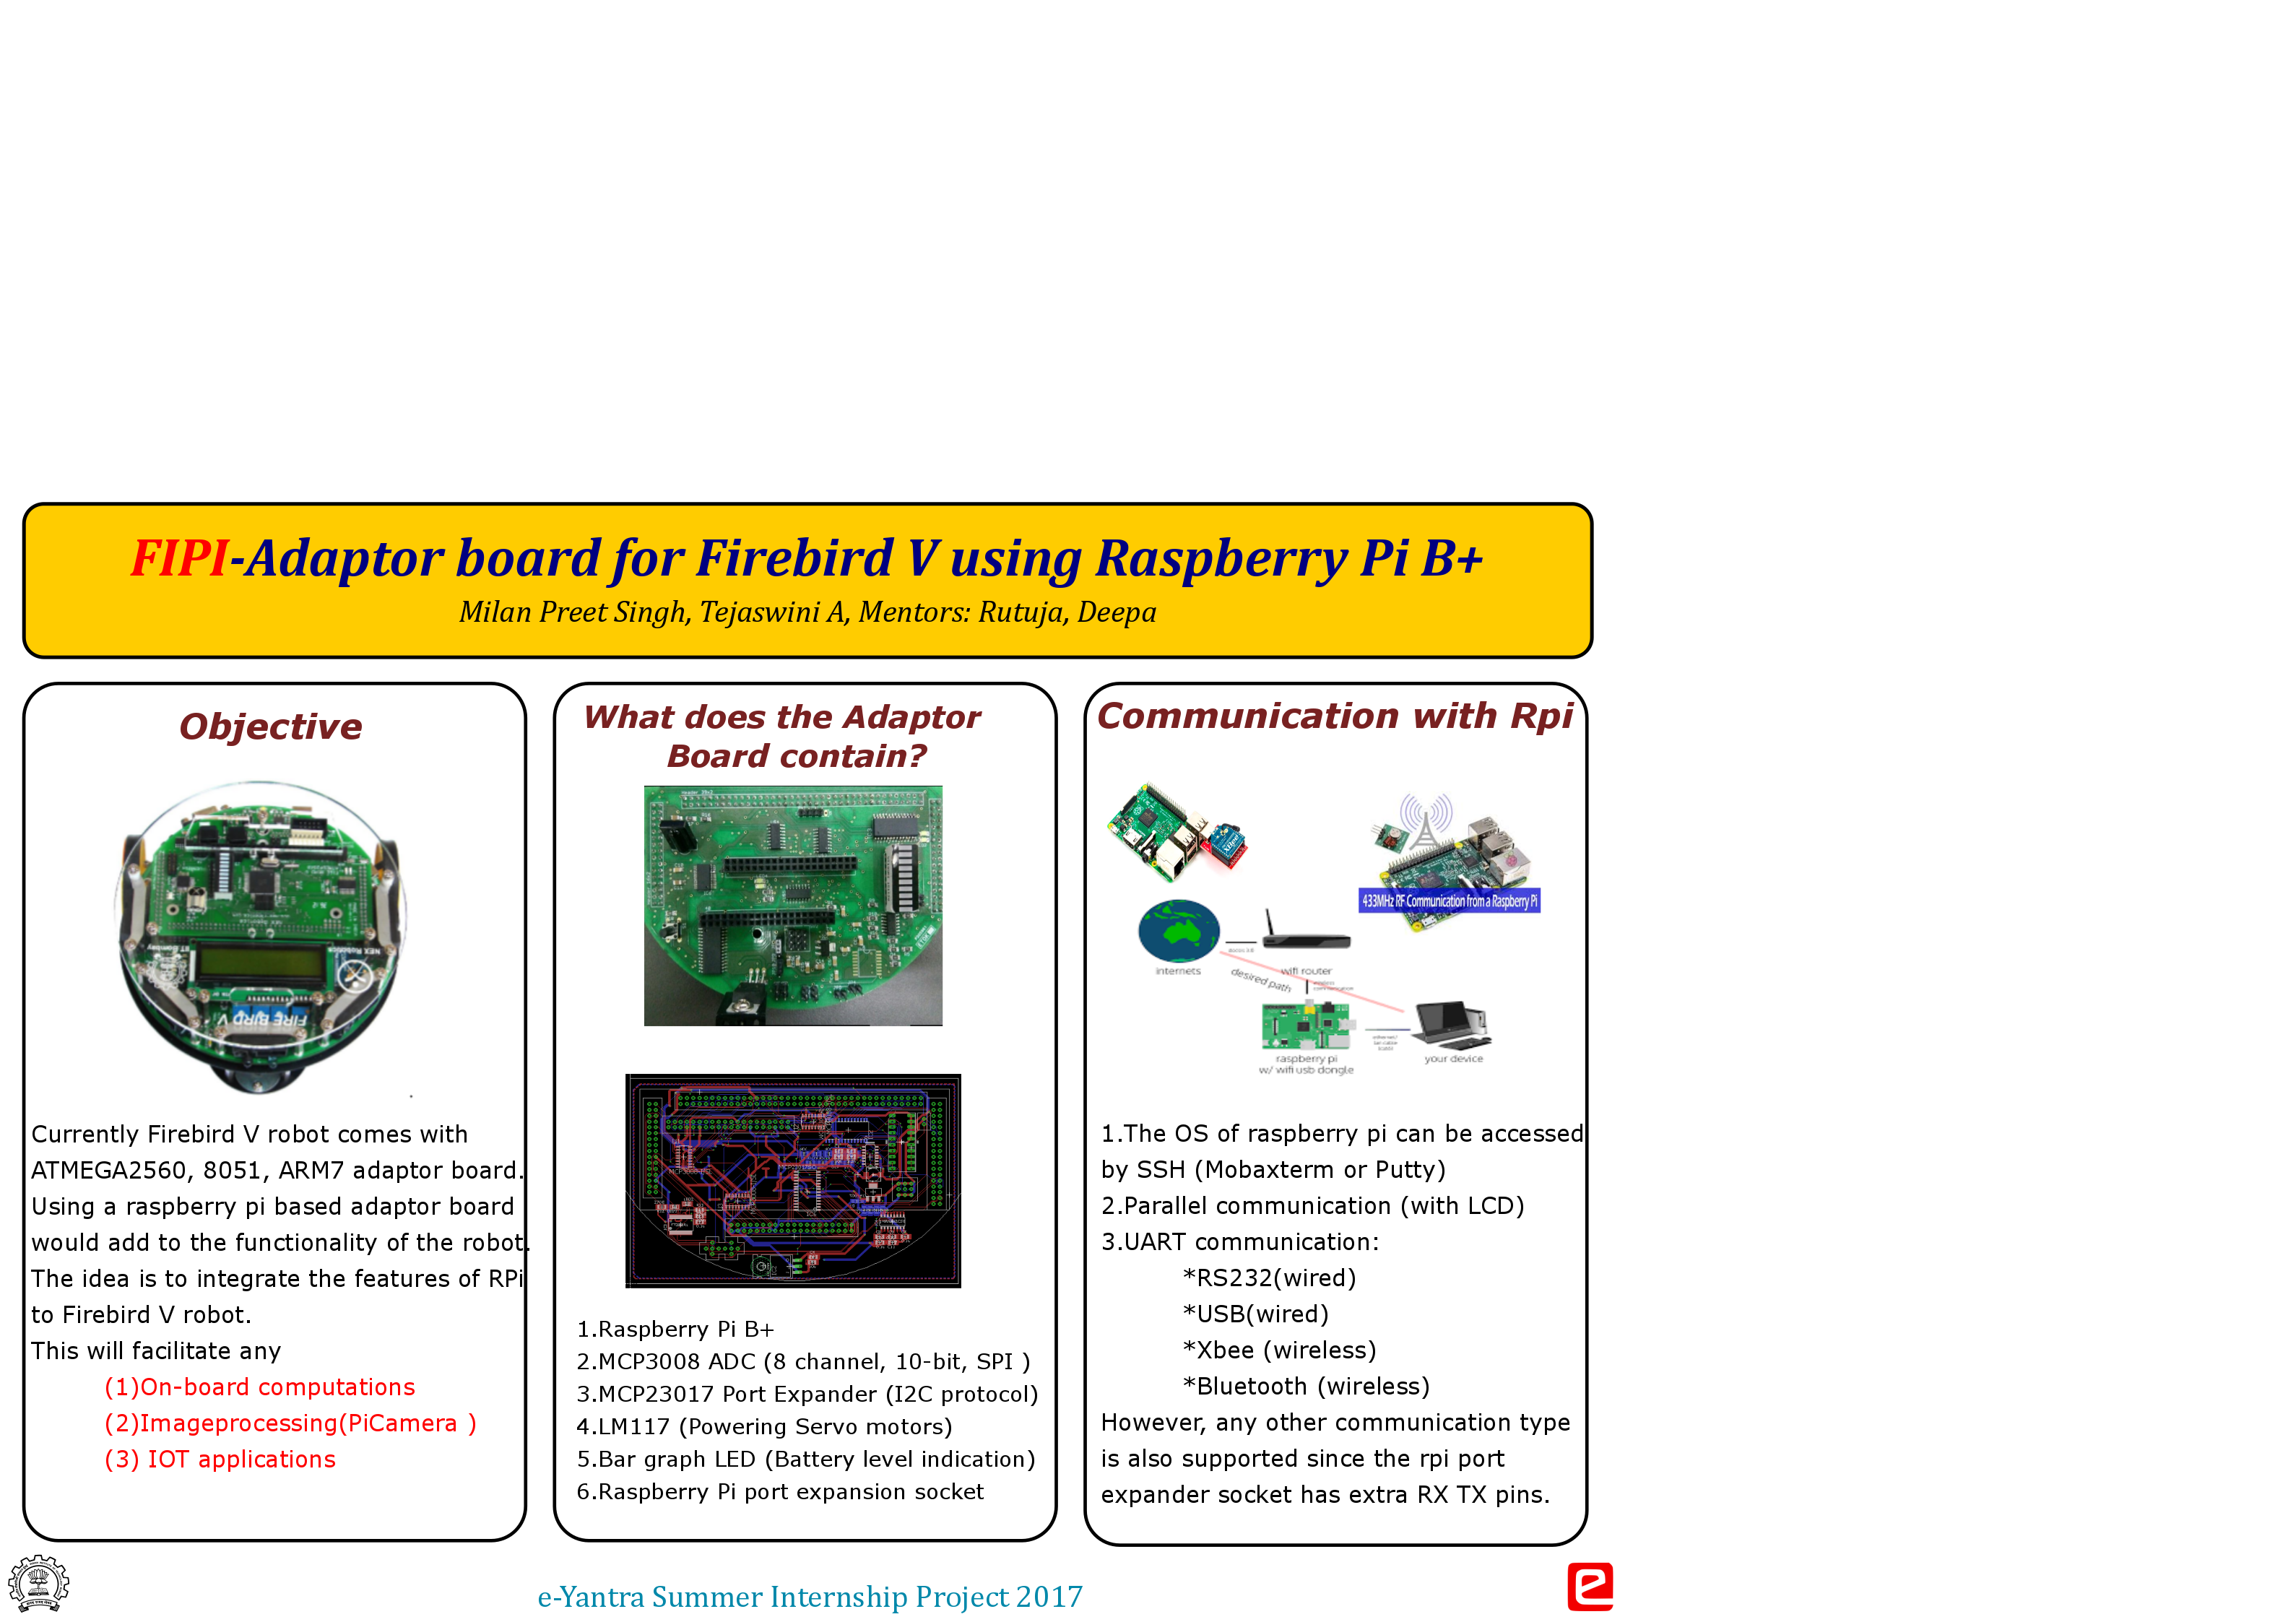 FIPI-Adaptor board for Firebird V using Raspberry Pi B+
Milan Preet Singh, Tejaswini A, Mentors: Rutuja, Deepa
Objective
FIRE BIRD V
Currently Firebird V robot comes with
ATMEGA2560, 8051, ARM7 adaptor board.
Using a raspberry pi based adaptor board
would add to the functionality of the robot.
The idea is to integrate the features of RPi
to Firebird V robot.
This will facilitate any
(1)On-board computations
(2)Imageprocessing(PiCamera )
(3) IOT applications
What does the Adaptor
Board contain?
1.Raspberry Pi B+
2.MCP3008 ADC (8 channel, 10-bit, SPI )
3.MCP23017 Port Expander (I2C protocol)
4.LM117 (Powering Servo motors)
5.Bar graph LED (Battery level indication)
6.Raspberry Pi port expansion socket
Communication with Rpi
433MHz RF Communication from a Raspberry Pi
internets
wifi router
desired path
raspberry pi
w/ wifi usb dongle
your device
1.The OS of raspberry pi can be accessed
by SSH (Mobaxterm or Putty)
2.Parallel communication (with LCD)
3.UART communication:
*RS232(wired)
*USB(wired)
*Xbee (wireless)
*Bluetooth (wireless)
However, any other communication type
is also supported since the rpi port
expander socket has extra RX TX pins.
e-Yantra Summer Internship Project 2017